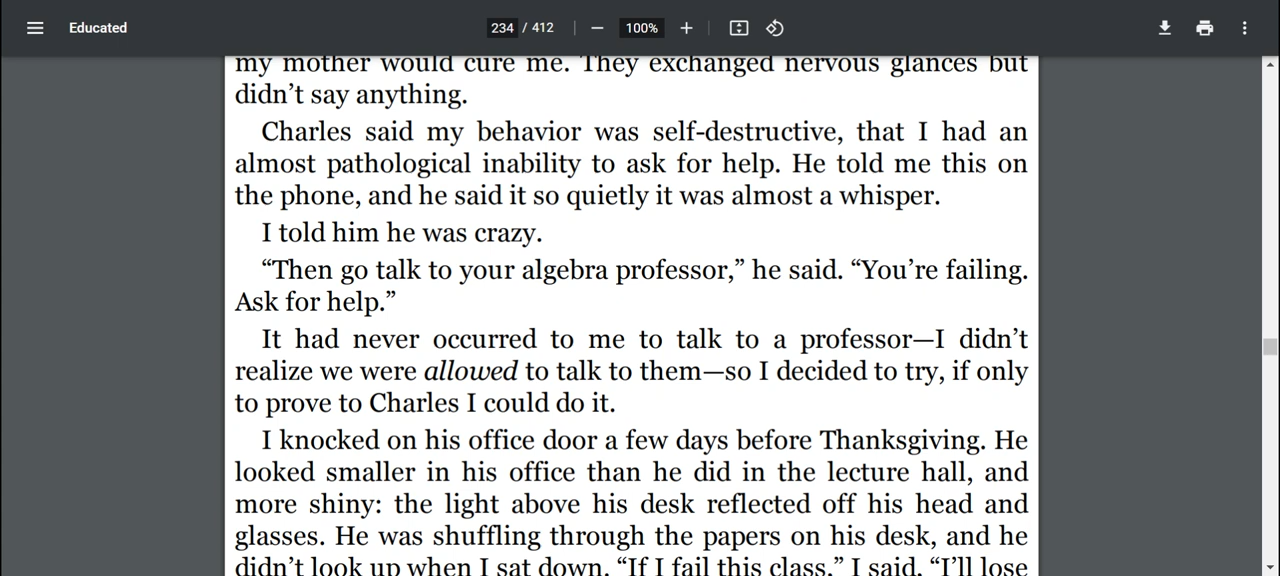 Educated
234 / 412
100%
my mother would cure me. They exchanged nervous glances but
didn’t say anything.
Charles said my behavior was self-destructive, that I had an
almost pathological inability to ask for help. He told me this on
the phone, and he said it so quietly it was almost a whisper.
I told him he was crazy.
“Then go talk to your algebra professor,” he said. “You’re failing.
Ask for help.”
It had never occurred to me to talk to a professor—I didn’t
realize we were allowed to talk to them—so I decided to try, if only
to prove to Charles I could do it.
I knocked on his office door a few days before Thanksgiving. He
looked smaller in his office than he did in the lecture hall, and
more shiny: the light above his desk reflected off his head and
glasses. He was shuffling through the papers on his desk, and he
didn’t look up when I sat down. “If I fail this class,” I said, “I’ll lose